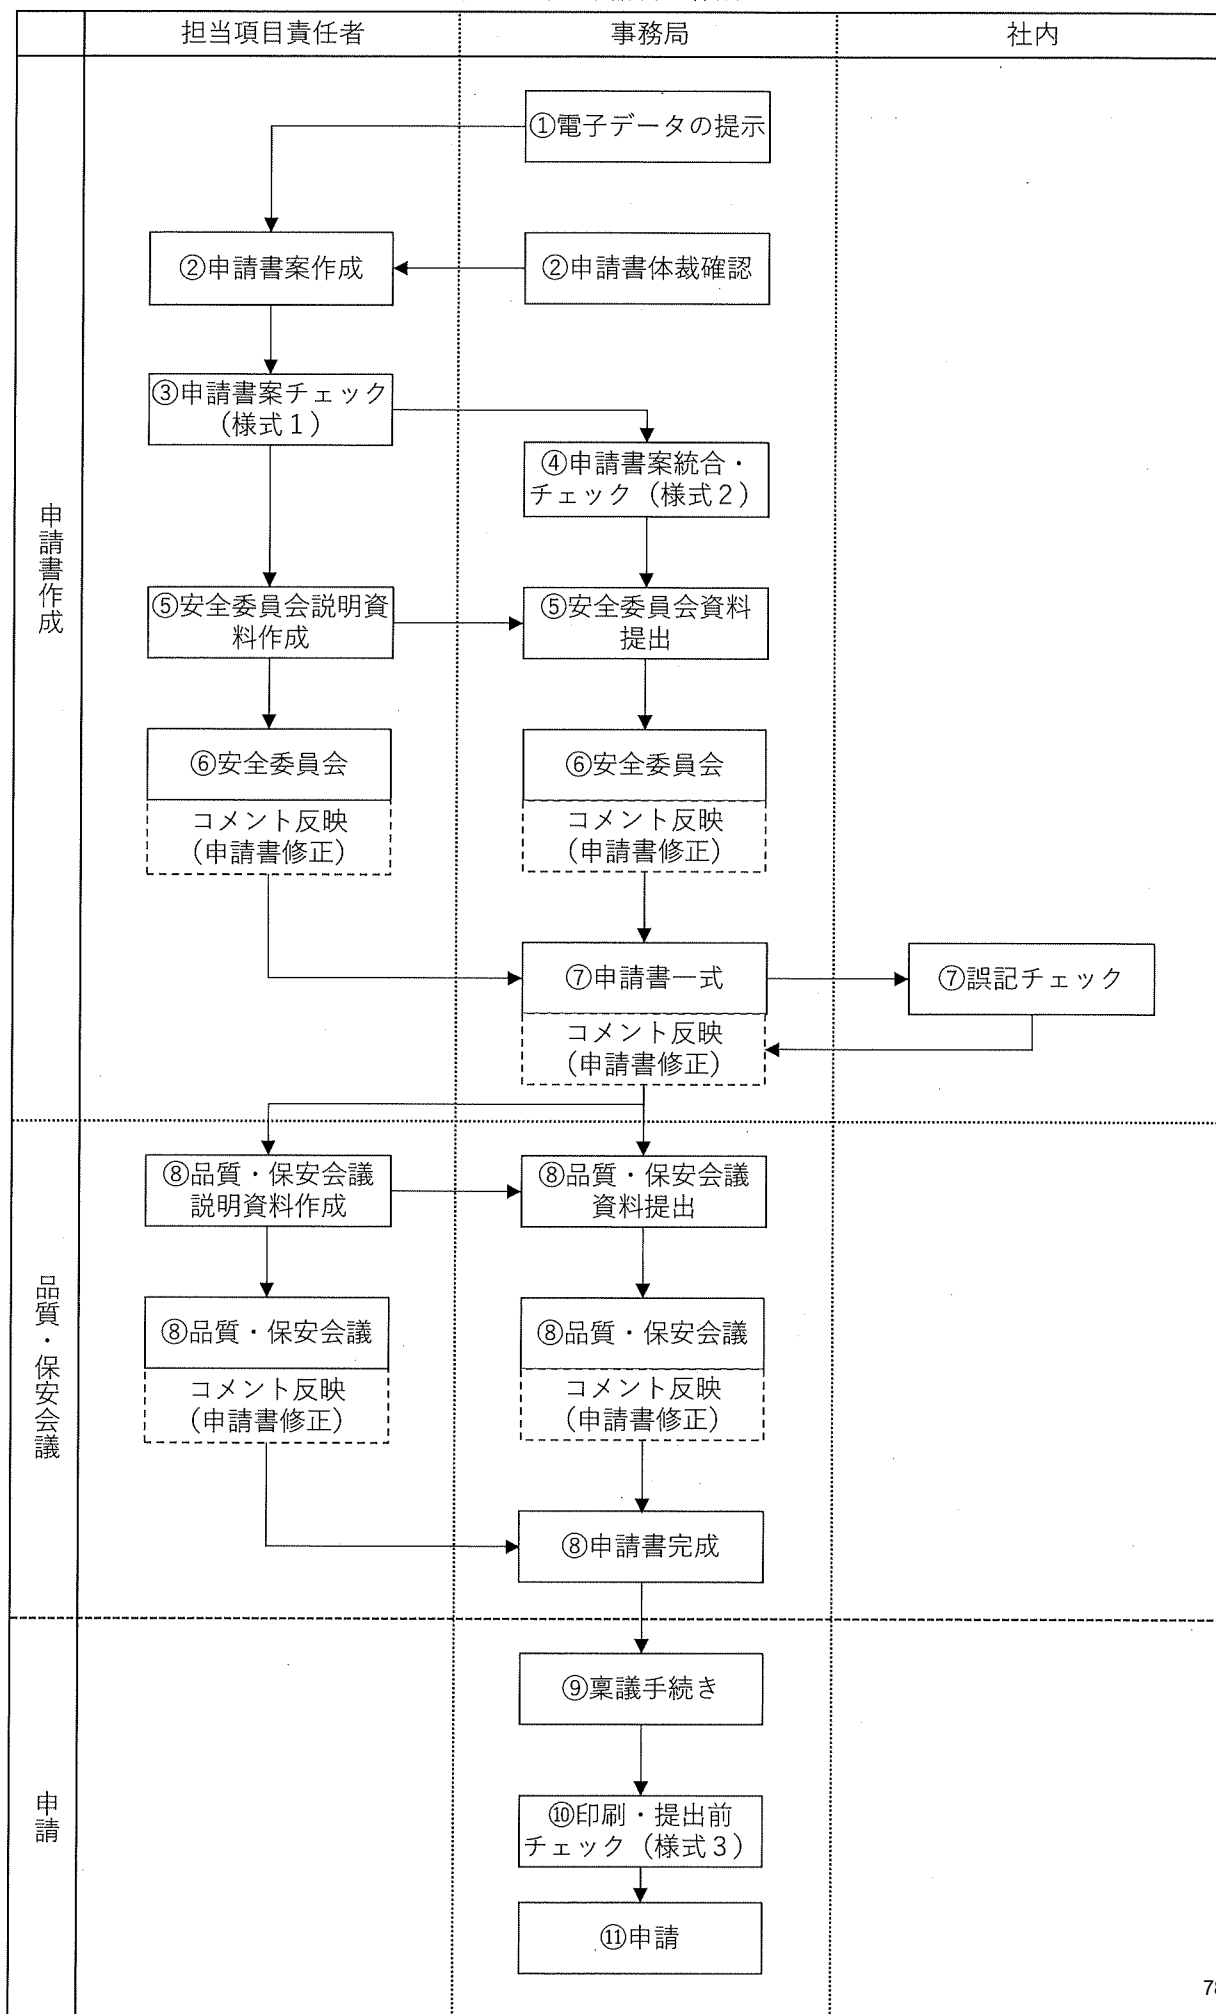 担当項目責任者
事務局
社内
①電子データの提示
②申請書案作成
②申請書体裁確認
③申請書案チェック
（様式１）
④申請書案統合・
チェック（様式２）
申請書作成
⑤安全委員会説明資
料作成
⑤安全委員会資料
提出
⑥安全委員会
コメント反映
（申請書修正）
⑥安全委員会
コメント反映
（申請書修正）
⑦申請書一式
コメント反映
（申請書修正）
⑦誤記チェック
⑧品質・保安会議
説明資料作成
⑧品質・保安会議
資料提出
品質・保安会議
⑧品質・保安会議
コメント反映
（申請書修正）
⑧品質・保安会議
コメント反映
（申請書修正）
⑧申請書完成
⑨稟議手続き
申請
⑩印刷・提出前
チェック（様式３）
⑪申請